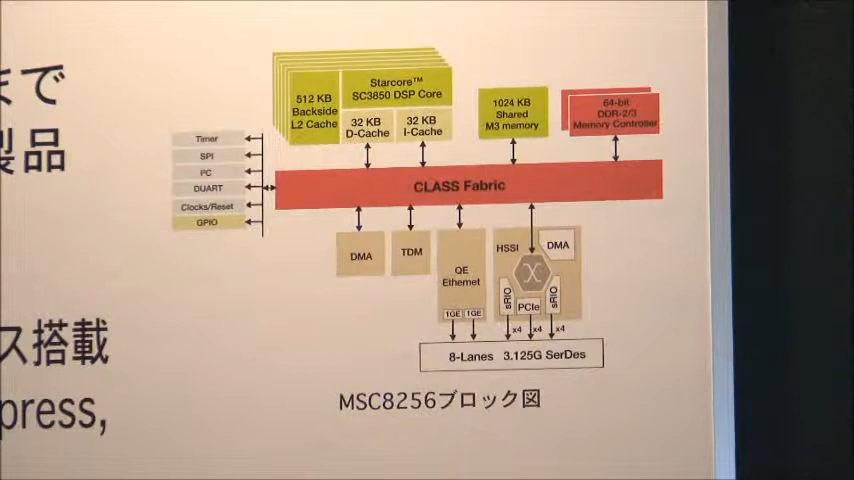 まで
製品
ス搭載
press,
Starcore™
SC3850 DSP Core
512 KB
Backside
L2 Cache
32 KB
D-Cache
32 KB
I-Cache
1024 KB
Shared
M3 memory
64-bit
DDR-2/3
Memory Controller
Timer
SPI
I²C
DUART
Clocks/Reset
GPIO
CLASS Fabric
DMA
TDM
QE
Ethernet
1GE
1GE
HSSI
DMA
sRIO
PCIe
sRIO
x4
x4
x4
8-Lanes 3.125G SerDes
MSC8256ブロック図